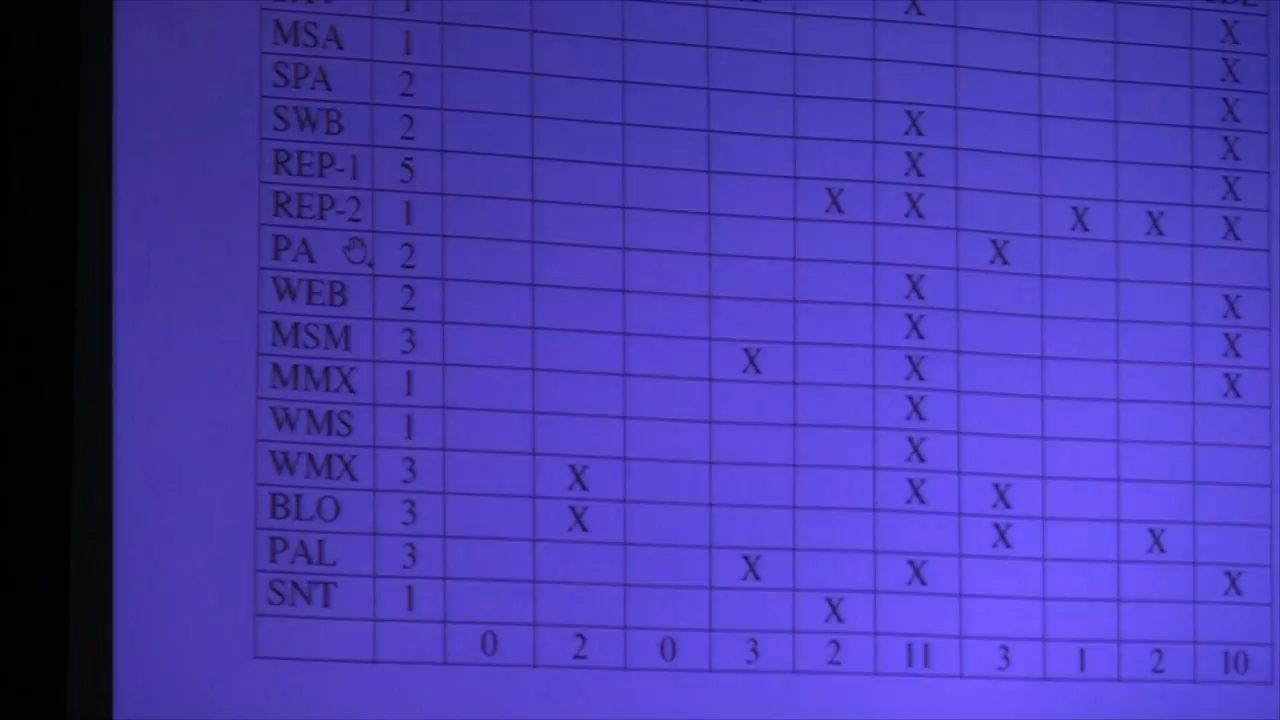 X
1 X
MSA 1 X
SPA 2 X X
SWB 2 X X
REP-1 5 X X X X X
REP-2 1 X
PA 2 X X
WEB 2 X X
MSM 3 X X X
MMX 1 X
WMS 1 X
WMX 3 X X X
BLO 3 X X X
PAL 3 X X X
SNT 1 X
0 2 0 3 2 11 3 1 2 10